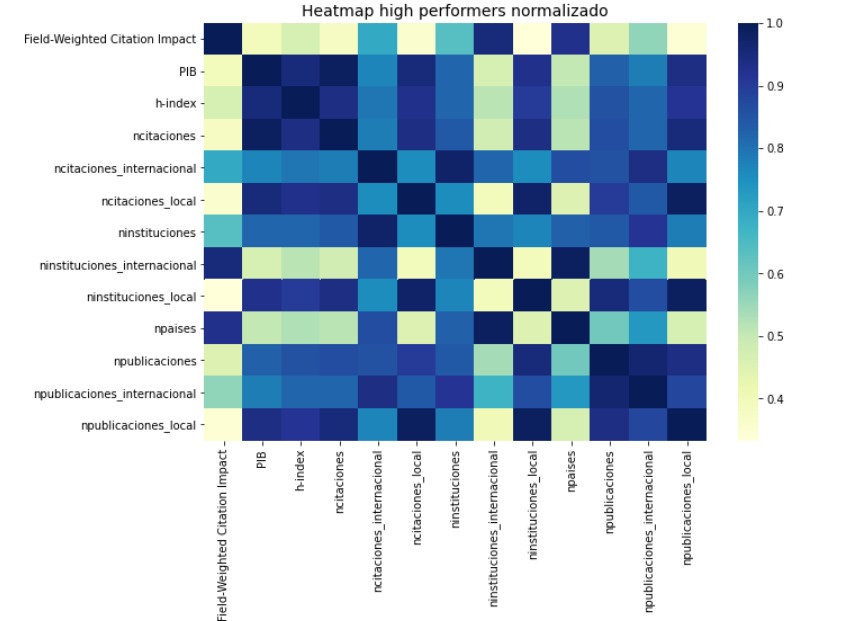 Heatmap high performers normalizado
Field-Weighted Citation Impact
PIB
h-index
ncitaciones
ncitaciones_internacional
ncitaciones_local
ninstituciones
ninstituciones_internacional
ninstituciones_local
npaises
npublicaciones
npublicaciones_internacional
npublicaciones_local
1.0
0.9
0.8
0.7
0.6
0.5
0.4
Field-Weighted Citation Impact
PIB
h-index
ncitaciones
ncitaciones_internacional
ncitaciones_local
ninstituciones
ninstituciones_internacional
ninstituciones_local
npaises
npublicaciones
npublicaciones_internacional
npublicaciones_local